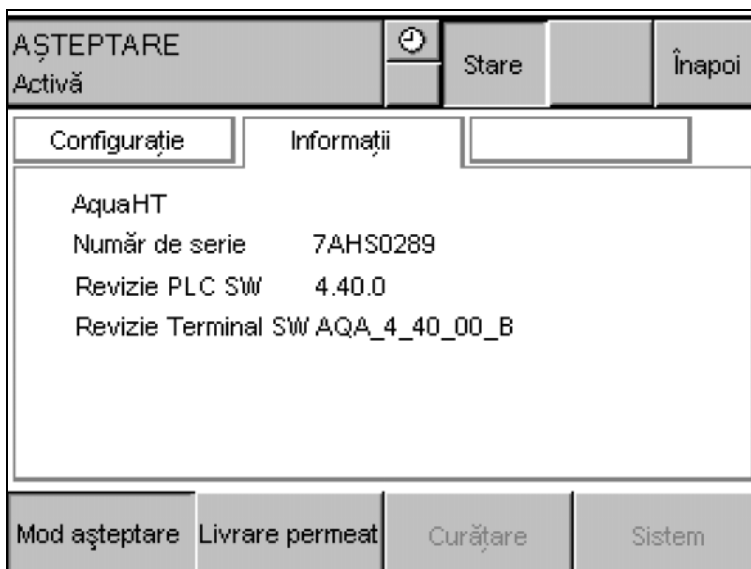 AȘTEPTARE
Activă
Stare
Înapoi
Configurație
Informații
AquaHT
Număr de serie 7AHS0289
Revizie PLC SW 4.40.0
Revizie Terminal SW AQA_4_40_00_B
Mod aşteptare
Livrare permeat
Curățare
Sistem